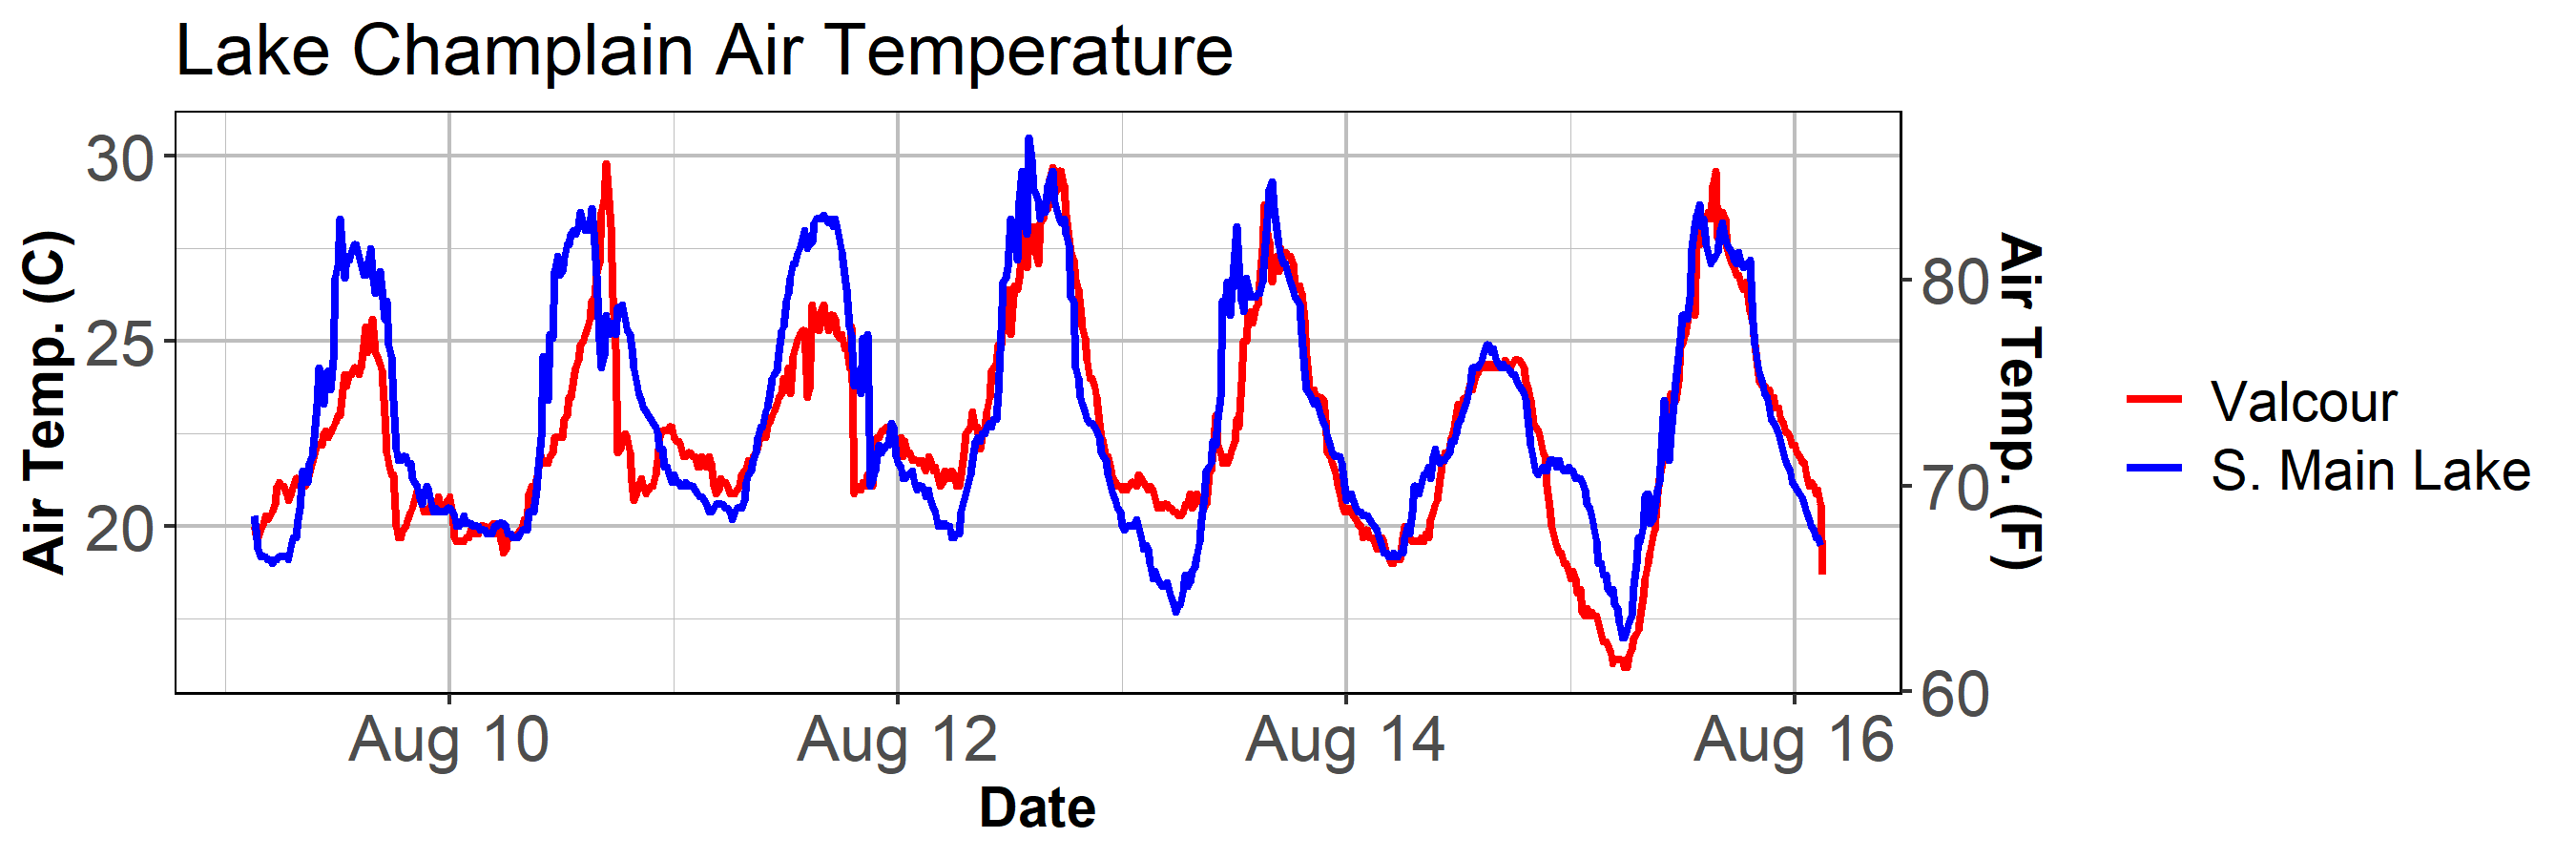 Lake Champlain Air Temperature
Air Temp. (C)
30
25
20
Aug 10
Aug 12
Aug 14
Aug 16
Date
80
70
60
Air Temp. (F)
Valcour
S. Main Lake